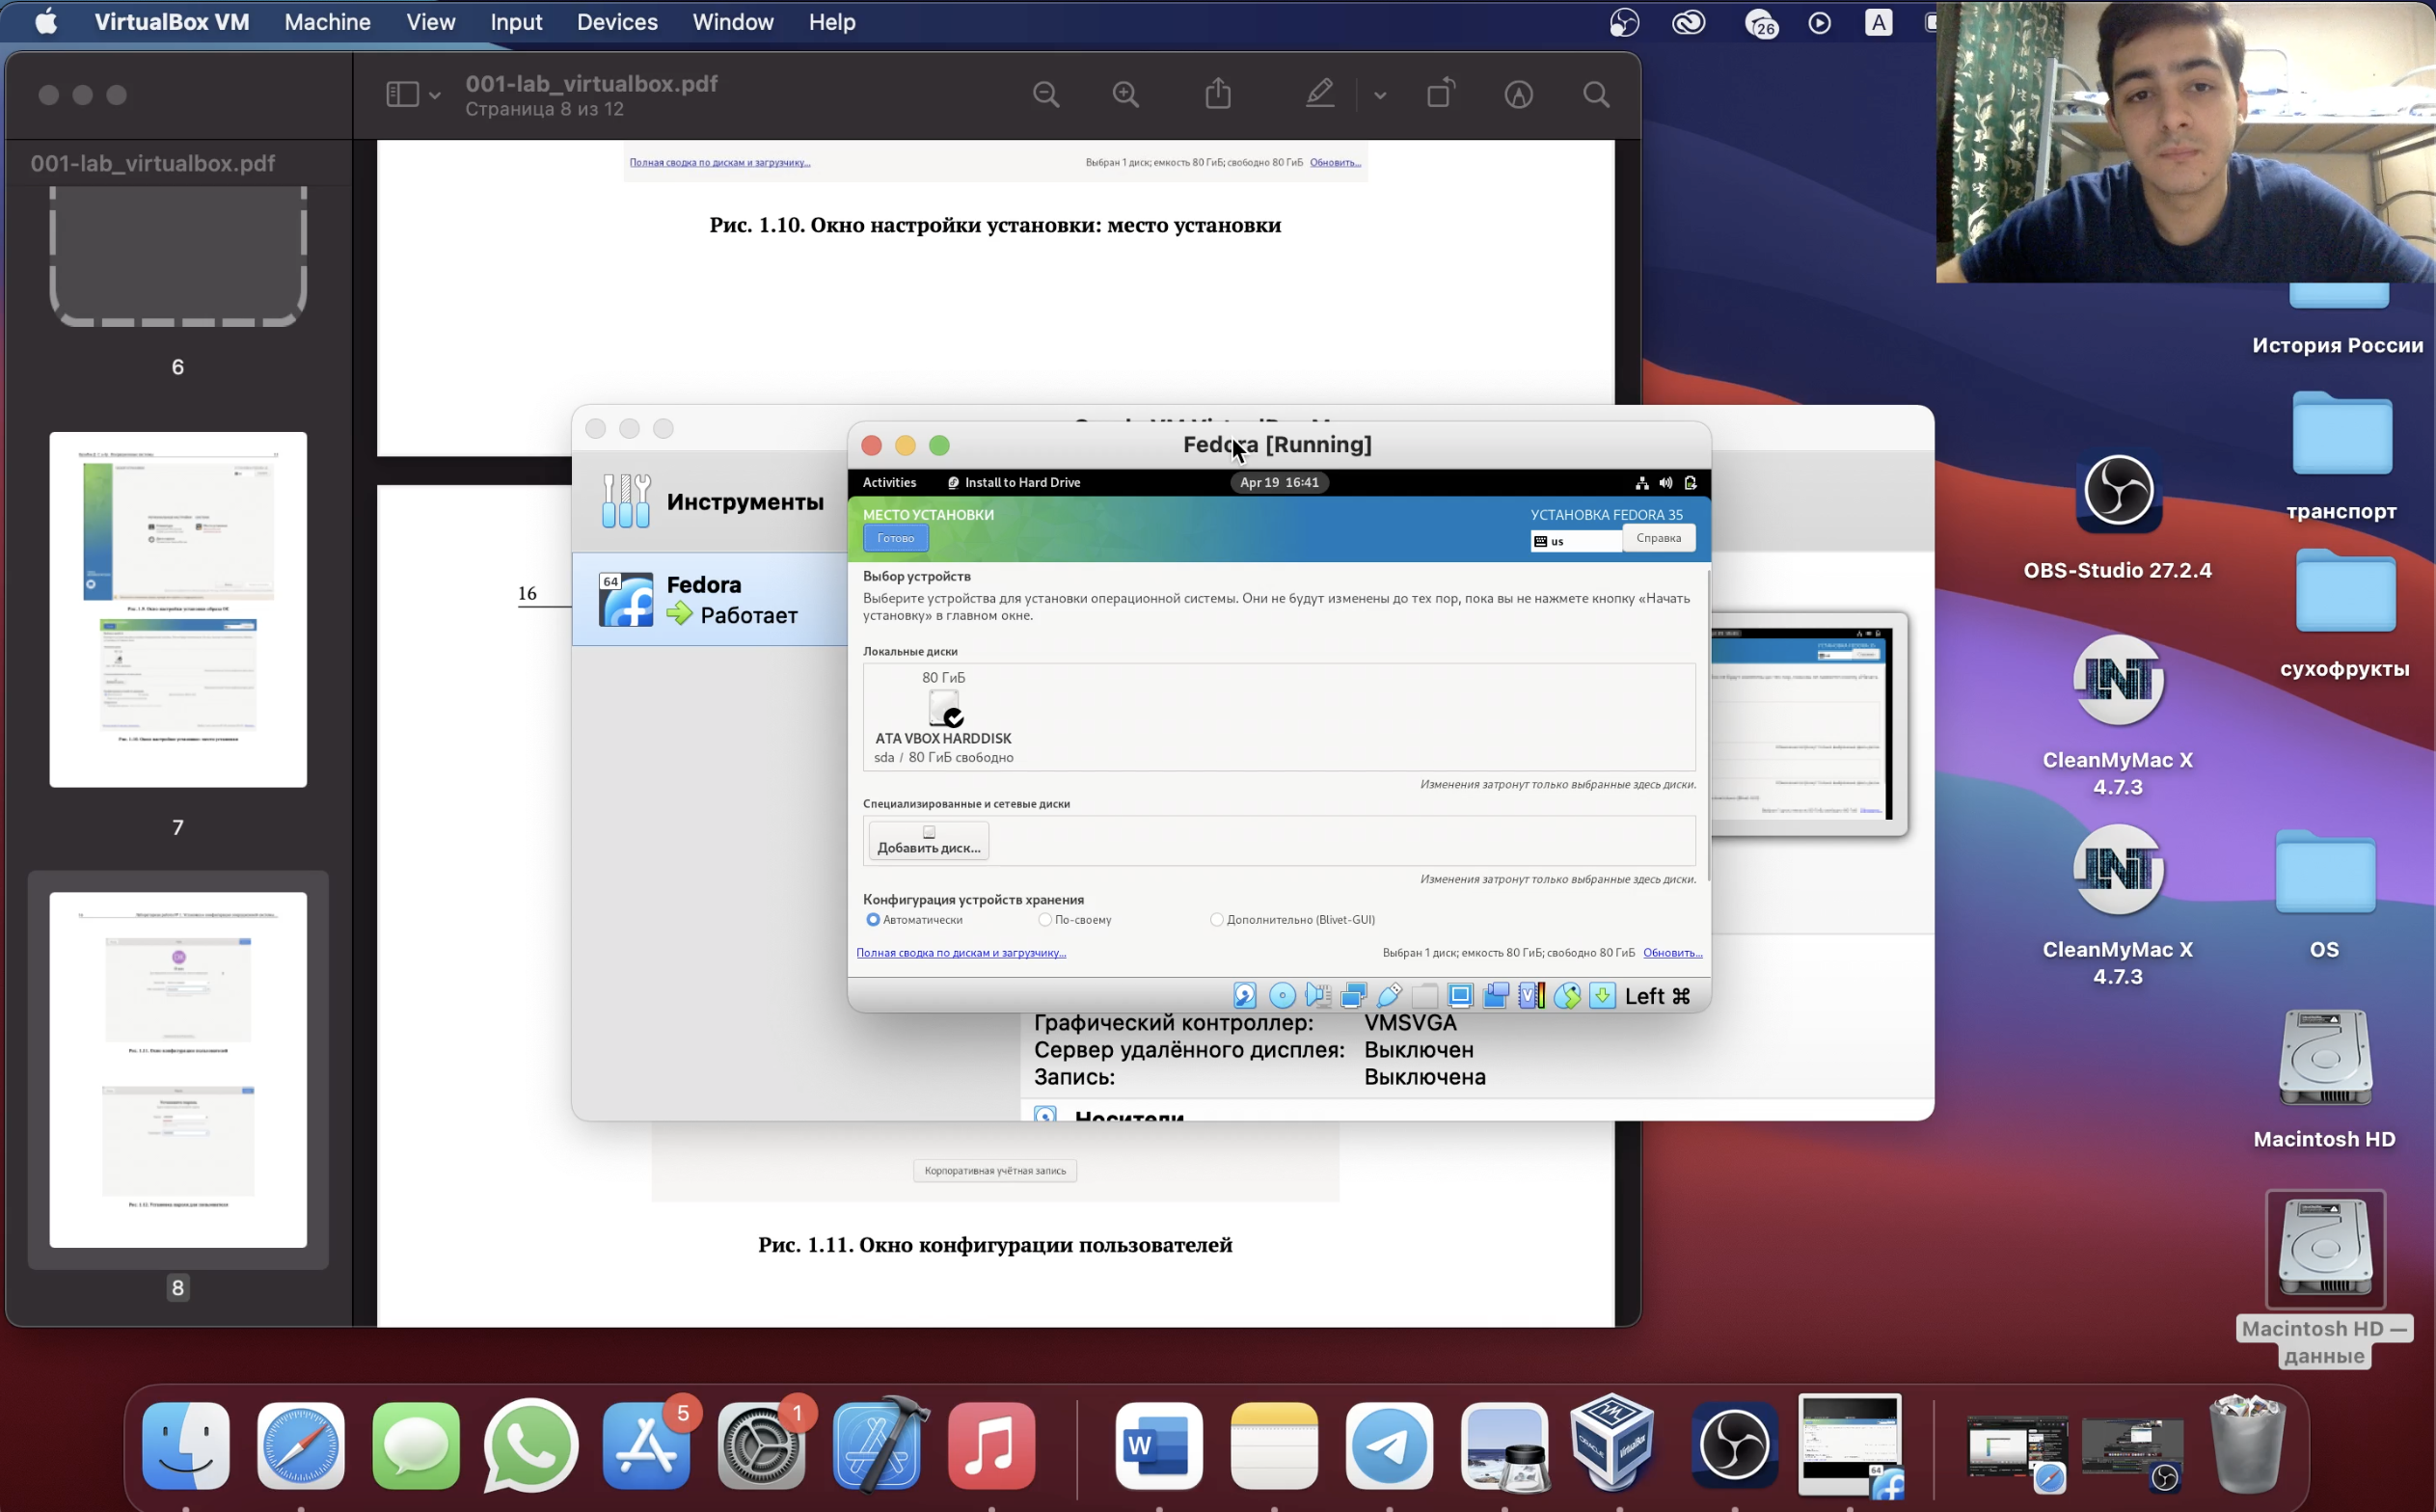 VirtualBox VM Machine View Input Devices Window Help
26
A
001-lab_virtualbox.pdf
Страница 8 из 12
001-lab_virtualbox.pdf
6
7
8
Полная сводка по дискам и загрузчику...
Выбран 1 диск; емкость 80 ГиБ; свободно 80 ГиБ Обновить...
Рис. 1.10. Окно настройки установки: место установки
16
Инструменты
64
Fedora
Работает
Fedora [Running]
Activities Install to Hard Drive Apr 19 16:41
МЕСТО УСТАНОВКИ
УСТАНОВКА FEDORA 35
Готово
us
Справка
Выбор устройств
Выберите устройства для установки операционной системы. Они не будут изменены до тех пор, пока вы не нажмете кнопку «Начать
установку» в главном окне.
Локальные диски
80 ГиБ
ATA VBOX HARDDISK
sda / 80 ГиБ свободно
Изменения затронут только выбранные здесь диски.
Специализированные и сетевые диски
Добавить диск...
Изменения затронут только выбранные здесь диски.
Конфигурация устройств хранения
Автоматически По-своему Дополнительно (Blivet-GUI)
Полная сводка по дискам и загрузчику...
Выбран 1 диск; емкость 80 ГиБ; свободно 80 ГиБ Обновить...
Left ⌘
Графический контроллер: VMSVGA
Сервер удалённого дисплея: Выключен
Запись: Выключена
Носители
Корпоративная учётная запись
Рис. 1.11. Окно конфигурации пользователей
История России
транспорт
OBS-Studio 27.2.4
сухофрукты
CleanMyMac X
4.7.3
CleanMyMac X
4.7.3
OS
Macintosh HD
Macintosh HD —
данные
5
1
W
64